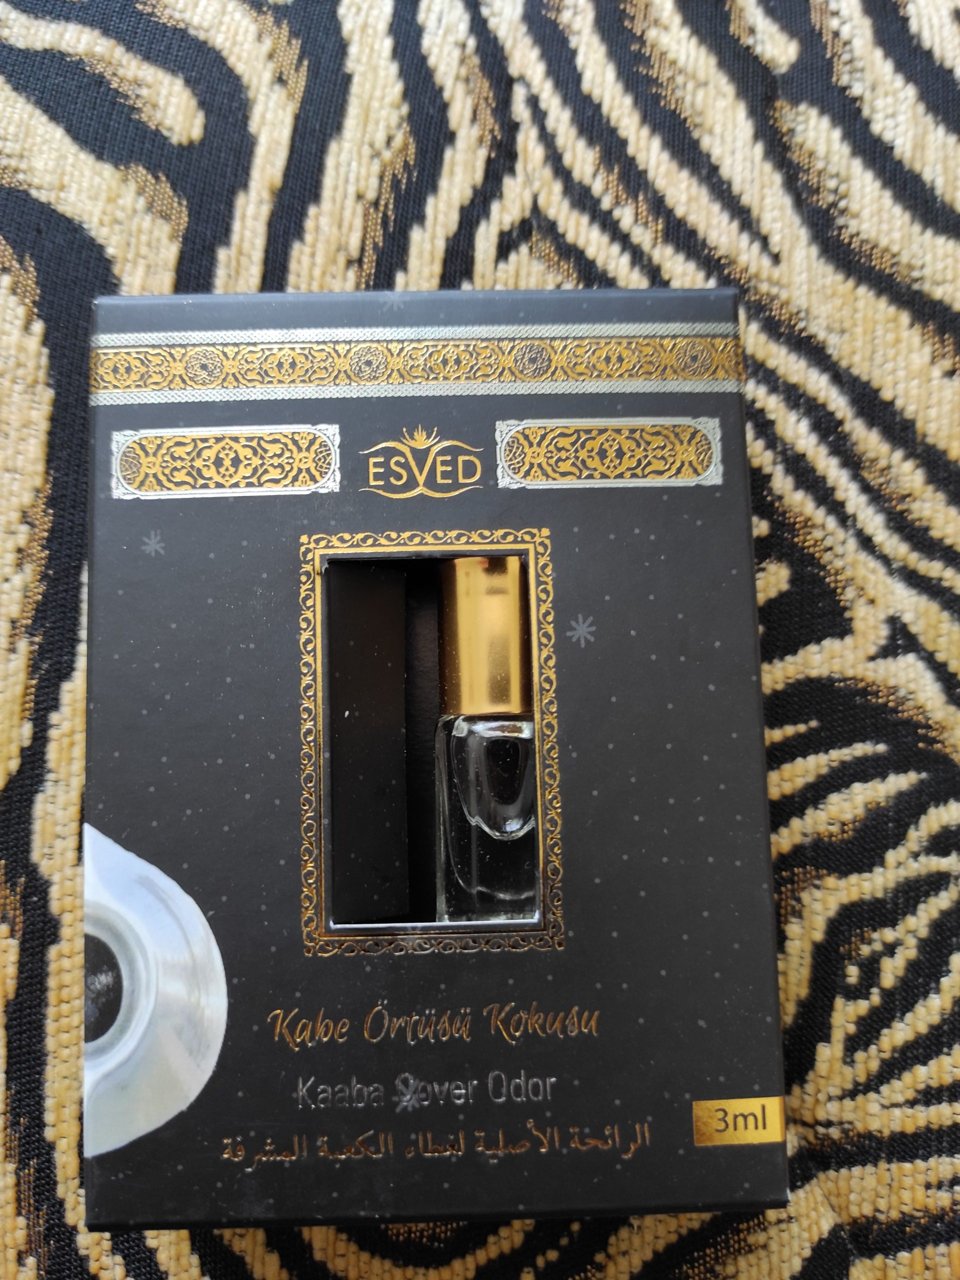 ESVED
Kabe Örtüsü Kokusu
Kaaba Cover Odor
3ml
الرائحة الأصلية لغطاء الكعبة المشرفة